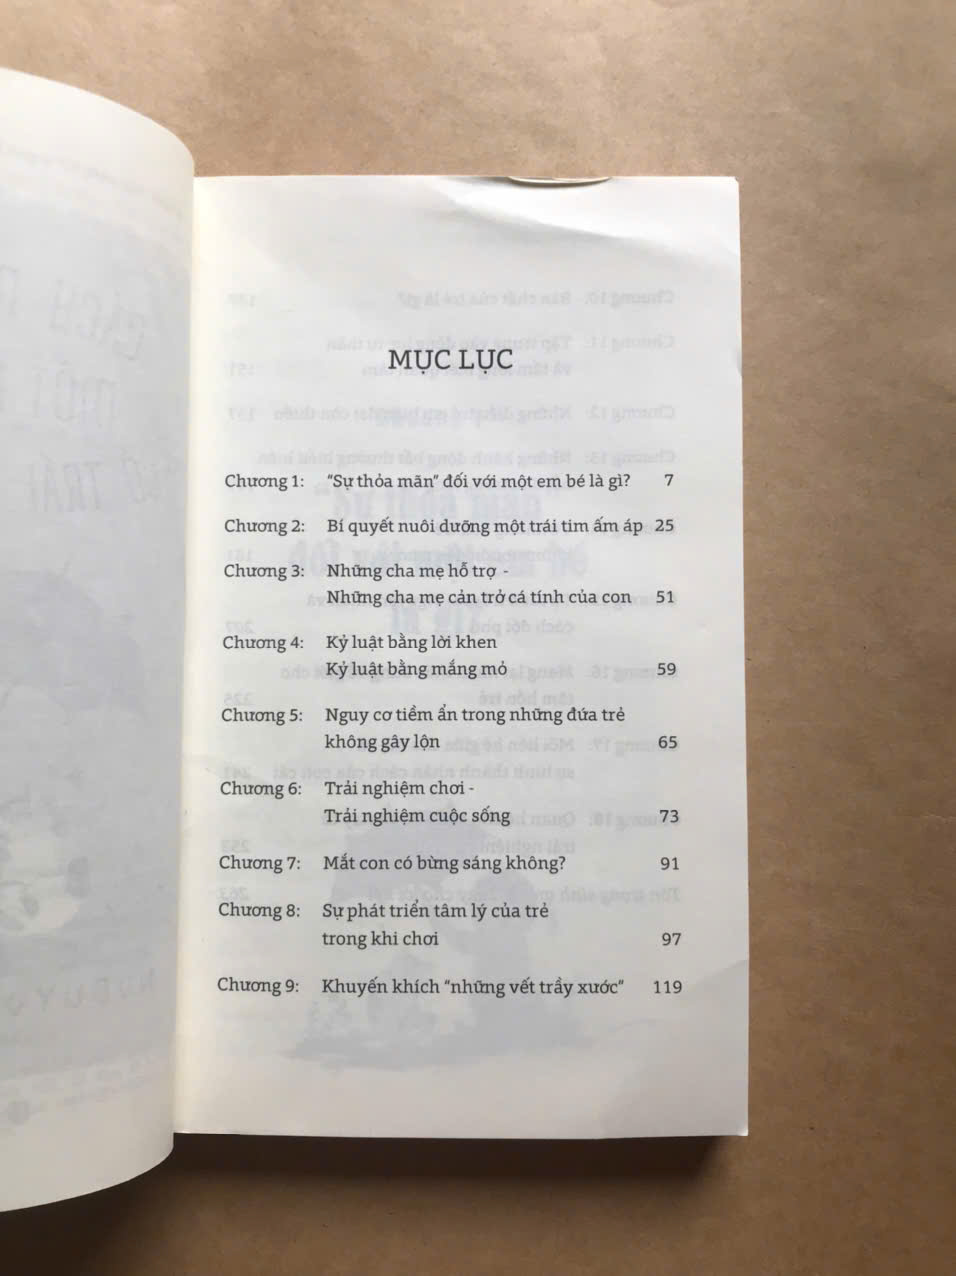 MỤC LỤC
Chương 1: “Sự thỏa mãn” đối với một em bé là gì? 7
Chương 2: Bí quyết nuôi dưỡng một trái tim ấm áp 25
Chương 3: Những cha mẹ hỗ trợ -
Những cha mẹ cản trở cá tính của con 51
Chương 4: Kỷ luật bằng lời khen
Kỷ luật bằng mắng mỏ 59
Chương 5: Nguy cơ tiềm ẩn trong những đứa trẻ
không gây lộn 65
Chương 6: Trải nghiệm chơi -
Trải nghiệm cuộc sống 73
Chương 7: Mắt con có bừng sáng không? 91
Chương 8: Sự phát triển tâm lý của trẻ
trong khi chơi 97
Chương 9: Khuyến khích “những vết trầy xước” 119